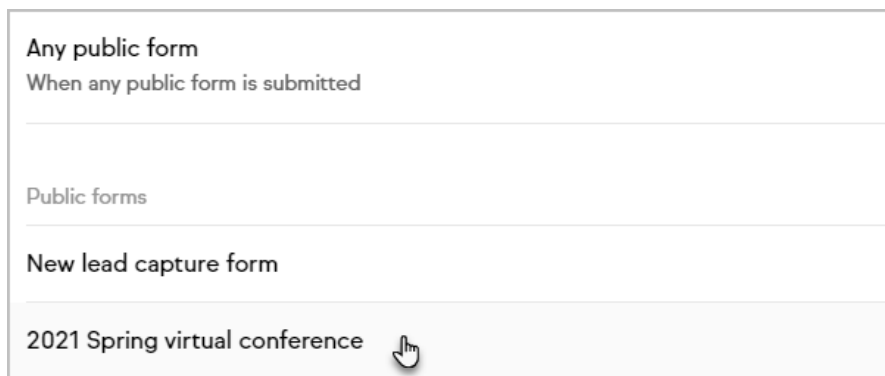 Any public form
When any public form is submitted
Public forms
New lead capture form
2021 Spring virtual conference